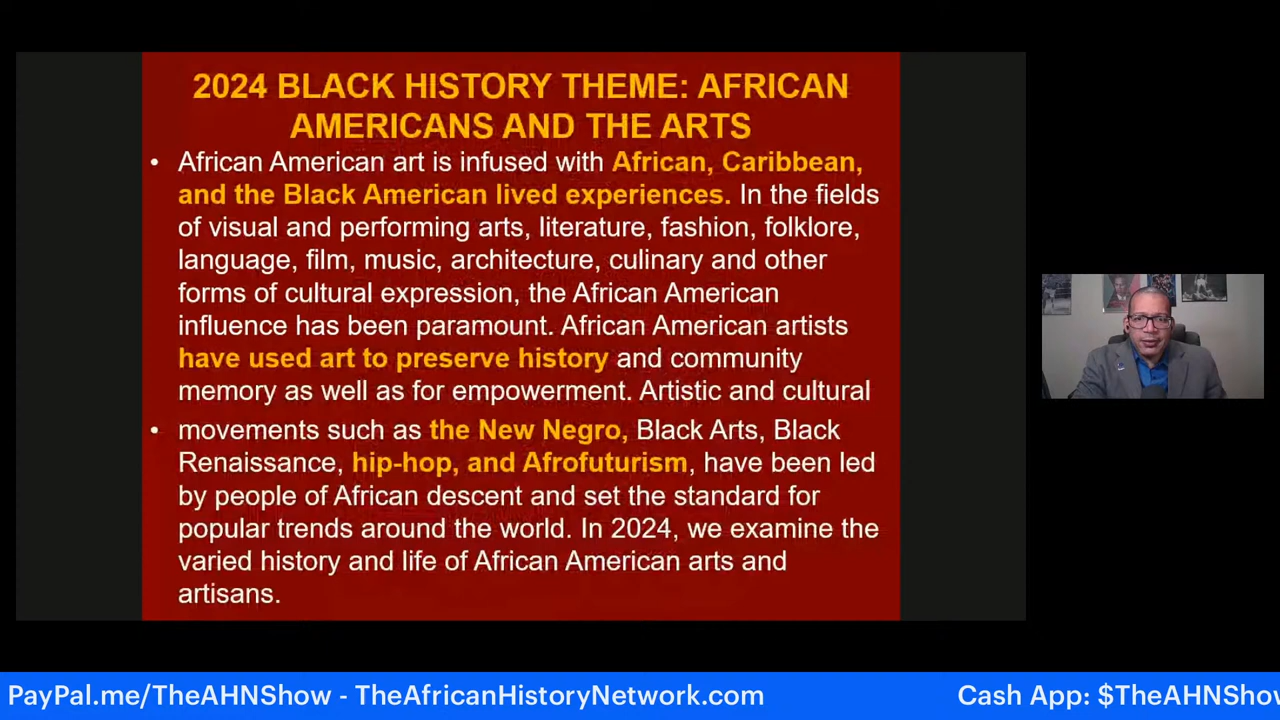 2024 BLACK HISTORY THEME: AFRICAN
AMERICANS AND THE ARTS
• African American art is infused with African, Caribbean,
and the Black American lived experiences. In the fields
of visual and performing arts, literature, fashion, folklore,
language, film, music, architecture, culinary and other
forms of cultural expression, the African American
influence has been paramount. African American artists
have used art to preserve history and community
memory as well as for empowerment. Artistic and cultural
• movements such as the New Negro, Black Arts, Black
Renaissance, hip-hop, and Afrofuturism, have been led
by people of African descent and set the standard for
popular trends around the world. In 2024, we examine the
varied history and life of African American arts and
artisans.
PayPal.me/TheAHNShow - TheAfricanHistoryNetwork.com
Cash App: $TheAHNSho